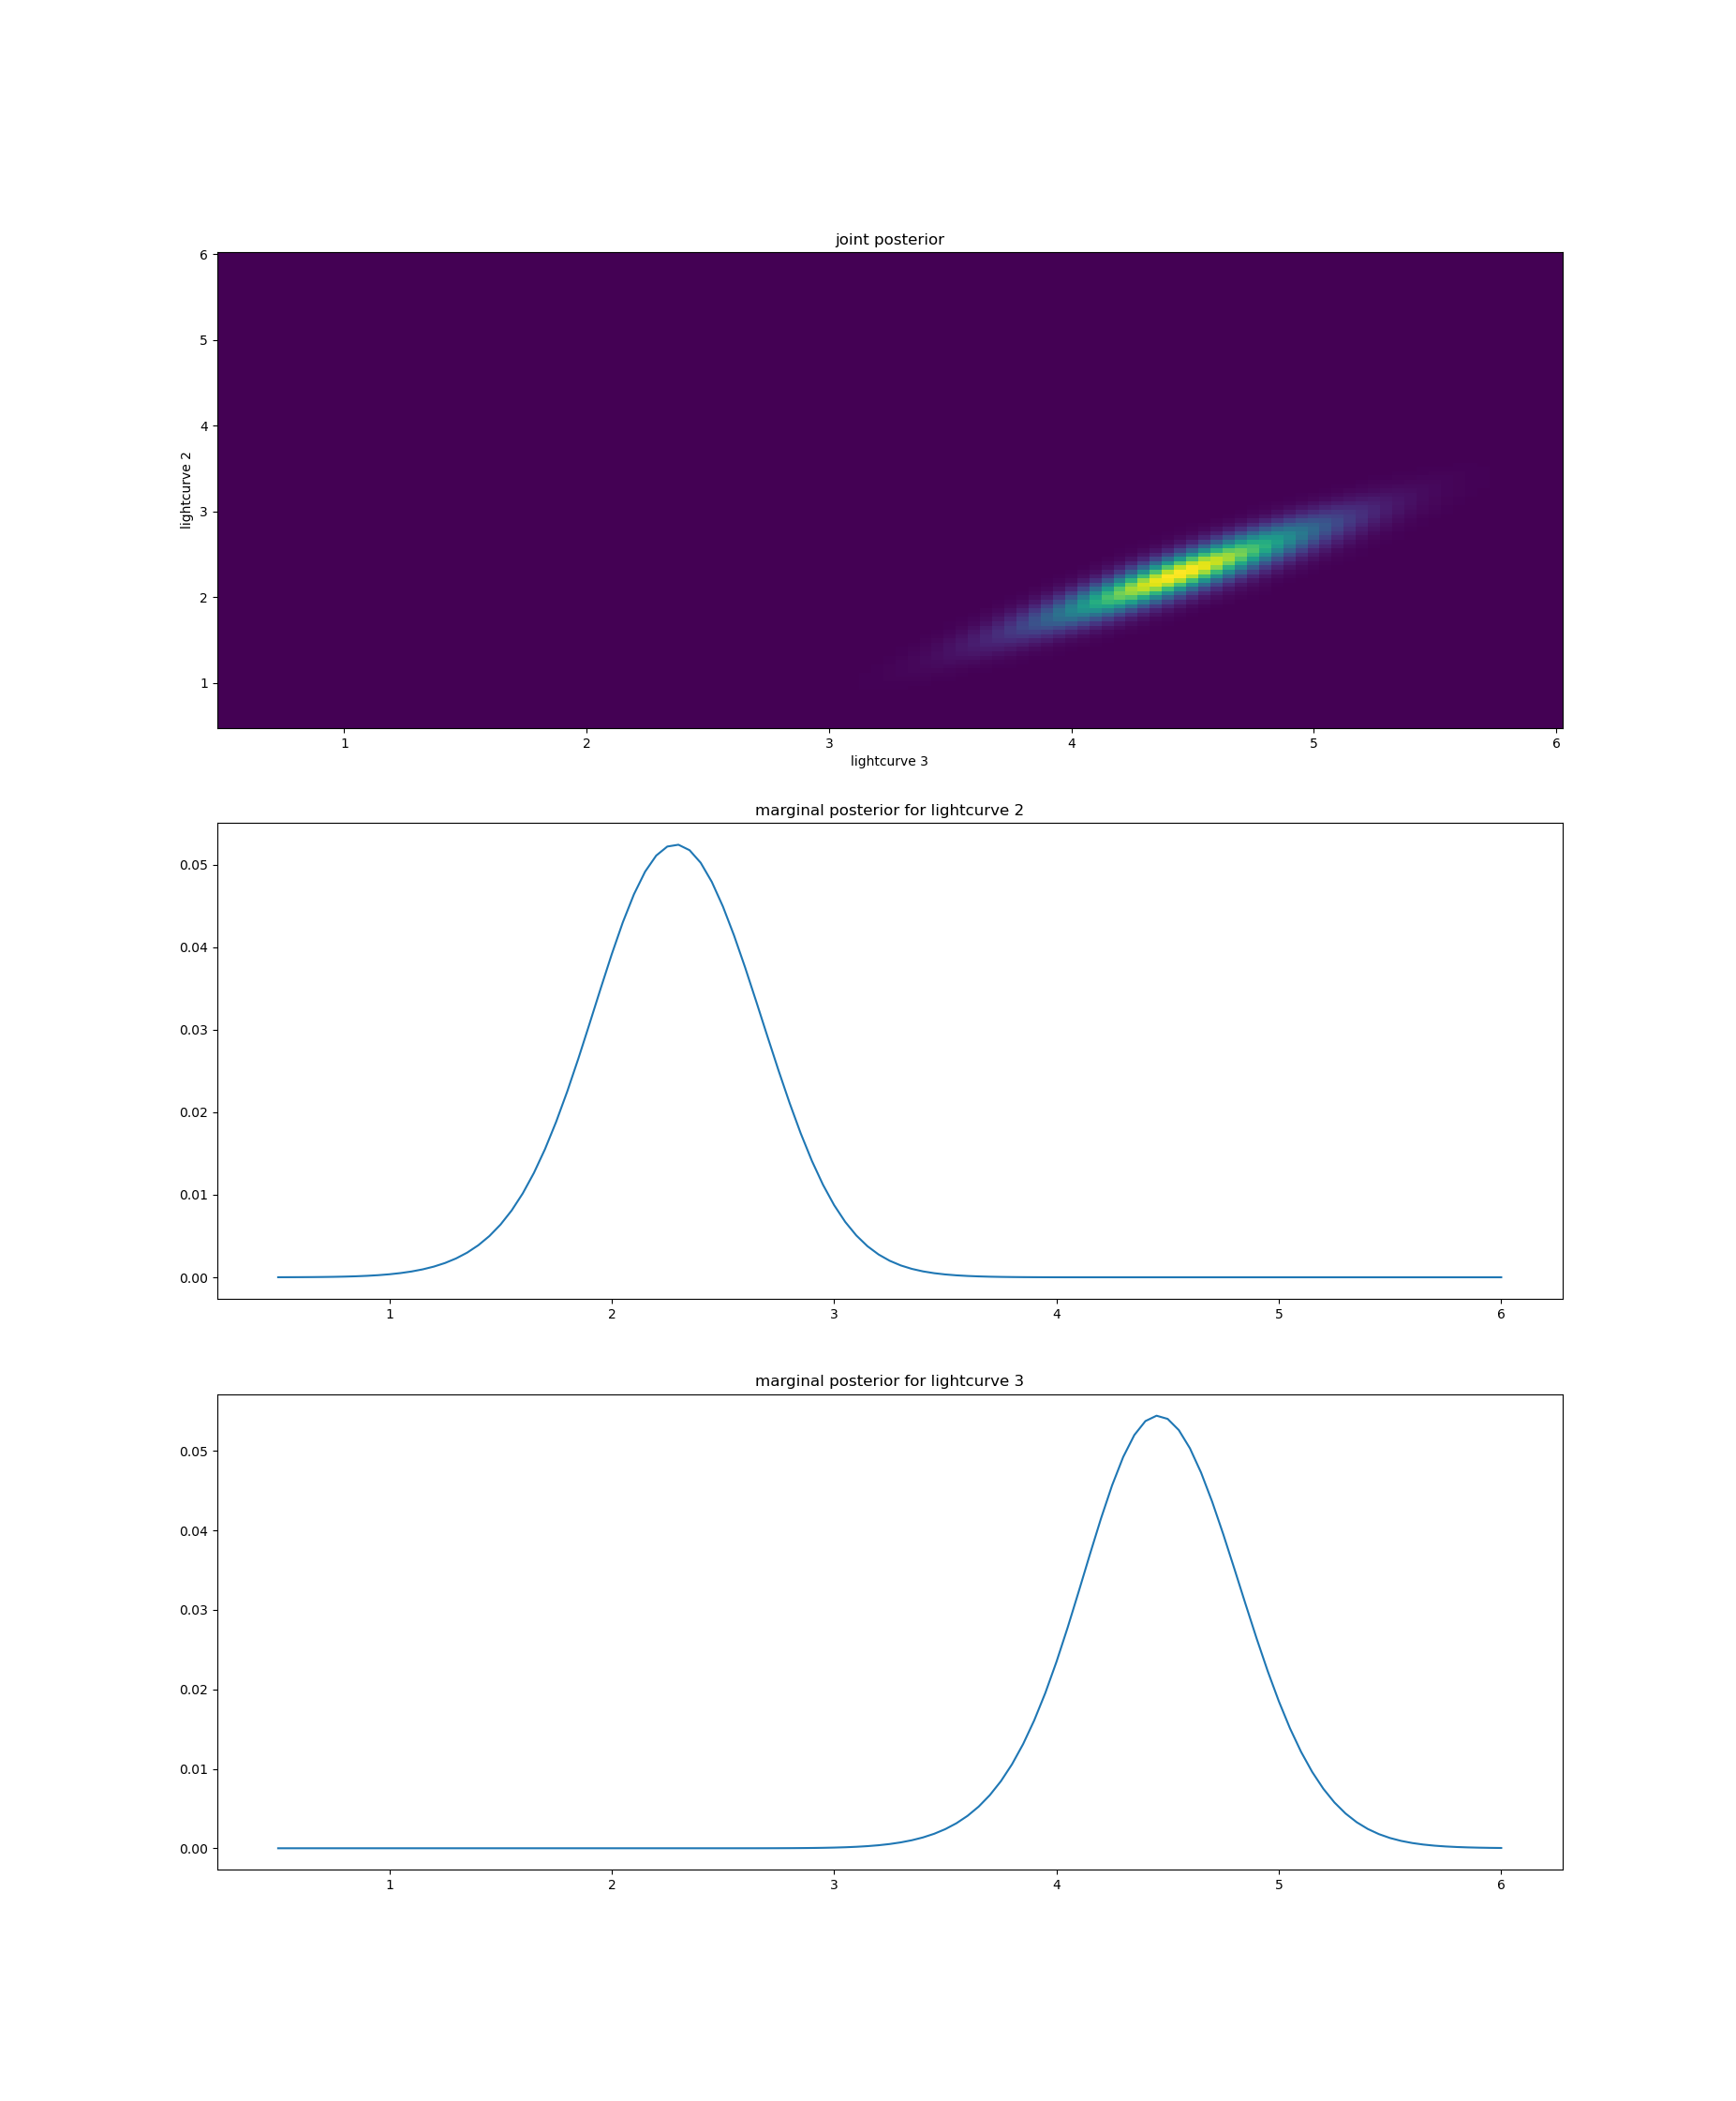 joint posterior
6
5
4
3
2
1
lightcurve 2
1 2 3 4 5 6
lightcurve 3
marginal posterior for lightcurve 2
0.05
0.04
0.03
0.02
0.01
0.00
1 2 3 4 5 6
marginal posterior for lightcurve 3
0.05
0.04
0.03
0.02
0.01
0.00
1 2 3 4 5 6